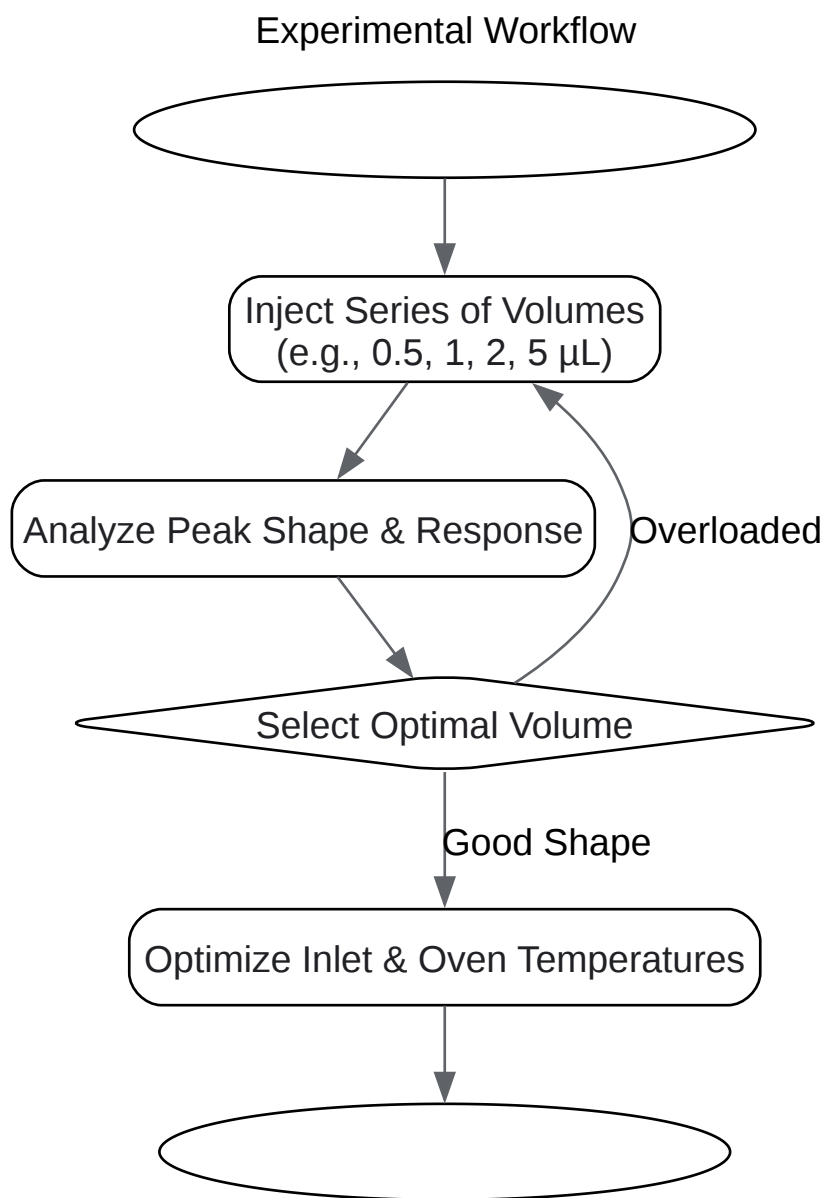 Experimental Workflow
Inject Series of Volumes
(e.g., 0.5, 1, 2, 5 µL)
Analyze Peak Shape & Response
Overloaded
Select Optimal Volume
Good Shape
Optimize Inlet & Oven Temperatures